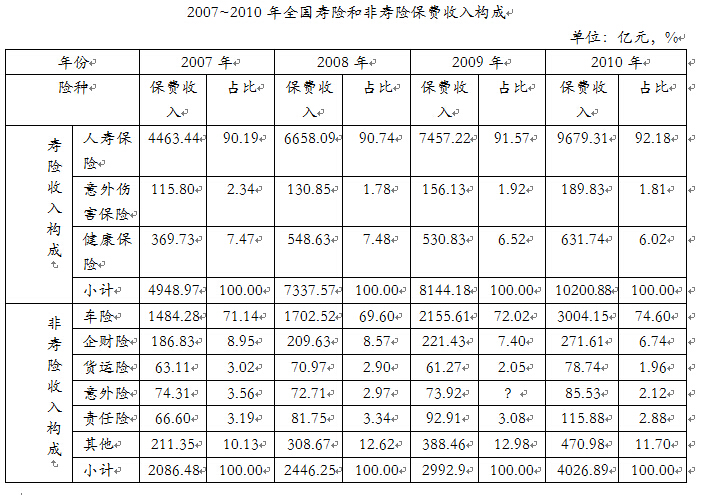 2007~2010 年全国寿险和非寿险保费收入构成
单位：亿元，%
年份 2007 年 2008 年 2009 年 2010 年
险种 保费收入 占比 保费收入 占比 保费收入 占比 保费收入 占比
寿险收入构成
人寿保险 4463.44 90.19 6658.09 90.74 7457.22 91.57 9679.31 92.18
意外伤害保险 115.80 2.34 130.85 1.78 156.13 1.92 189.83 1.81
健康保险 369.73 7.47 548.63 7.48 530.83 6.52 631.74 6.02
小计 4948.97 100.00 7337.57 100.00 8144.18 100.00 10200.88 100.00
非寿险收入构成
车险 1484.28 71.14 1702.52 69.60 2155.61 72.02 3004.15 74.60
企财险 186.83 8.95 209.63 8.57 221.43 7.40 271.61 6.74
货运险 63.11 3.02 70.97 2.90 61.27 2.05 78.74 1.96
意外险 74.31 3.56 72.71 2.97 73.92 ？ 85.53 2.12
责任险 66.60 3.19 81.75 3.34 92.91 3.08 115.88 2.88
其他 211.35 10.13 308.67 12.62 388.46 12.98 470.98 11.70
小计 2086.48 100.00 2446.25 100.00 2992.9 100.00 4026.89 100.00